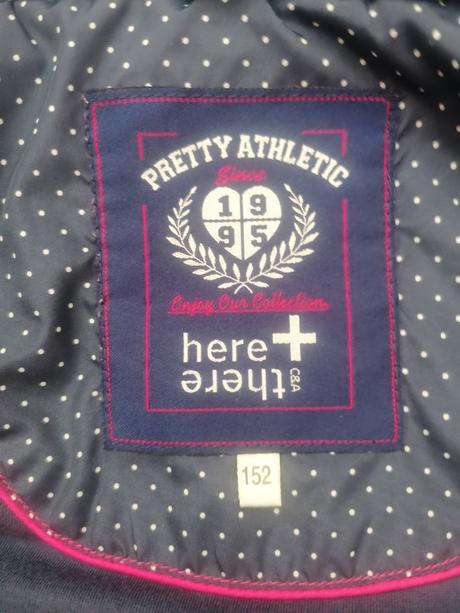 PRETTY ATHLETIC
Since
19
95
Enjoy Our Collection
here+
there
C&A
152